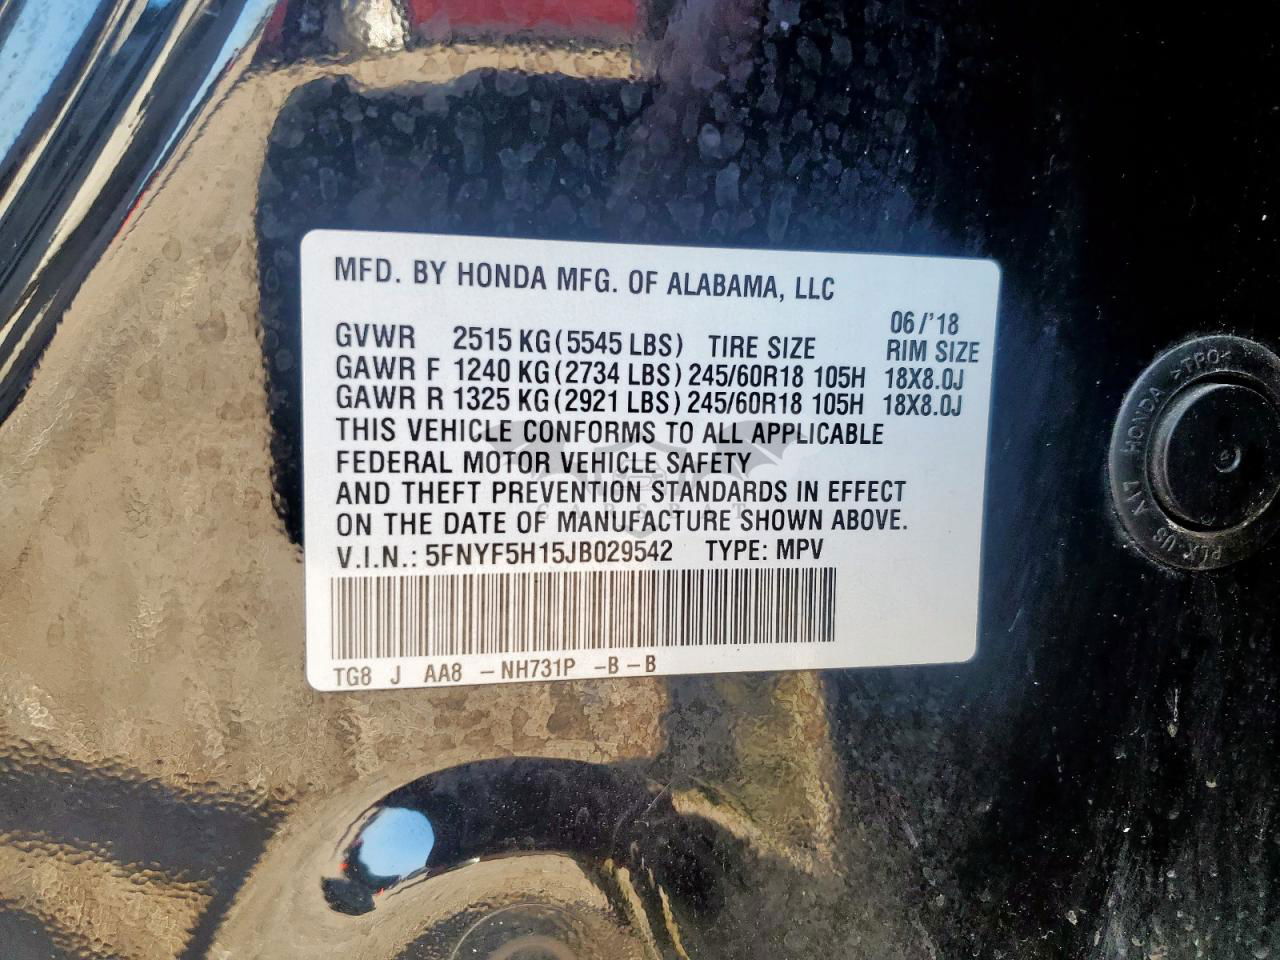 MFD. BY HONDA MFG. OF ALABAMA, LLC
06/'18
GVWR 2515 KG(5545 LBS) TIRE SIZE RIM SIZE
GAWR F 1240 KG(2734 LBS) 245/60R18 105H 18X8.0J
GAWR R 1325 KG(2921 LBS) 245/60R18 105H 18X8.0J
THIS VEHICLE CONFORMS TO ALL APPLICABLE
FEDERAL MOTOR VEHICLE SAFETY
AND THEFT PREVENTION STANDARDS IN EFFECT
ON THE DATE OF MANUFACTURE SHOWN ABOVE.
V.I.N.: 5FNYF5H15JB029542 TYPE: MPV
TG8 J AA8 -NH731P -B-B
HONDA >TPO<